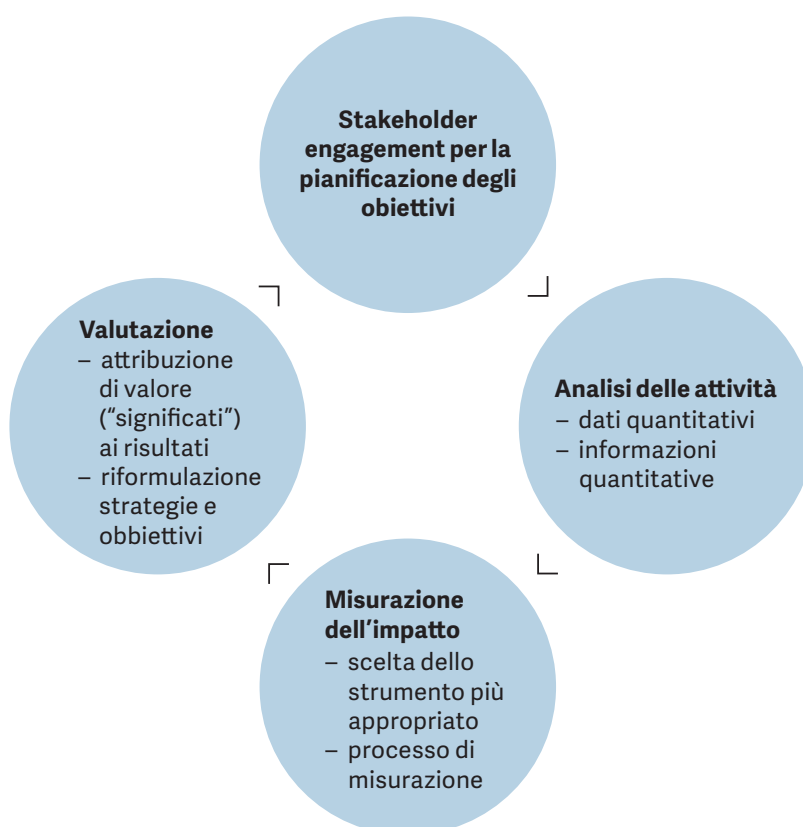 Stakeholder
engagement per la
pianificazione degli
obiettivi
Valutazione
– attribuzione
di valore
(“significati”)
ai risultati
– riformulazione
strategie e
obbiettivi
Analisi delle attività
– dati quantitativi
– informazioni
quantitative
Misurazione
dell’impatto
– scelta dello
strumento più
appropriato
– processo di
misurazione